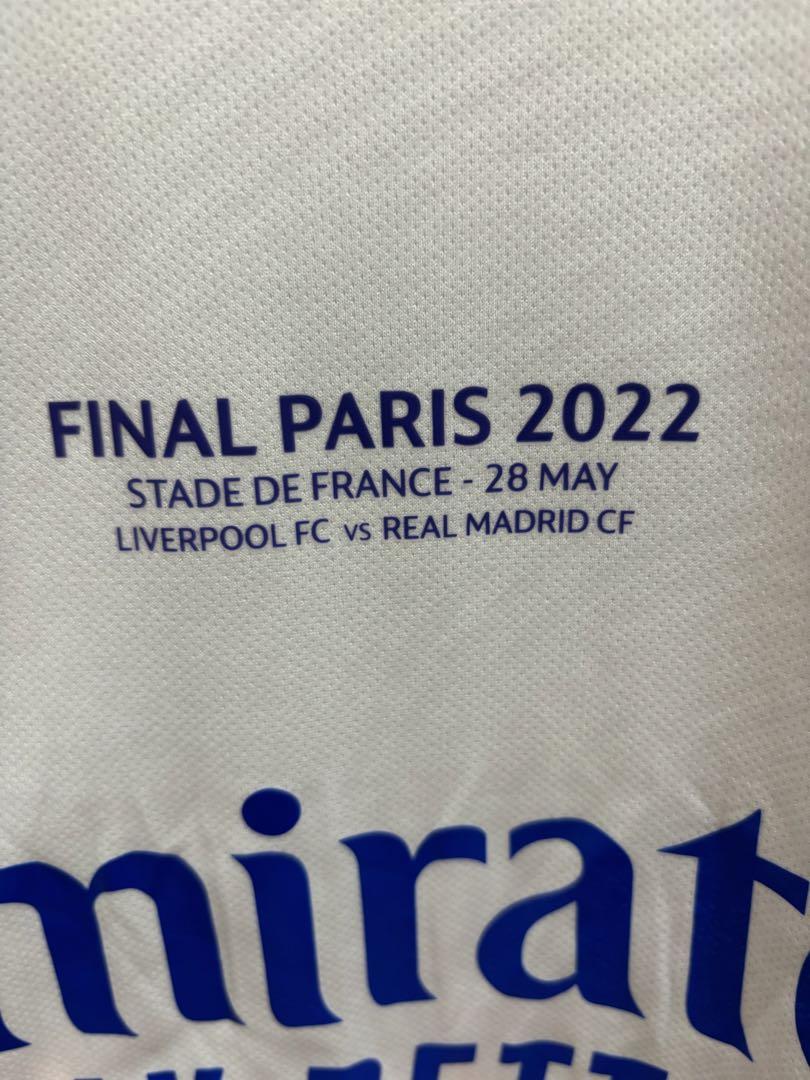 FINAL PARIS 2022
STADE DE FRANCE - 28 MAY
LIVERPOOL FC vs REAL MADRID CF
mirat